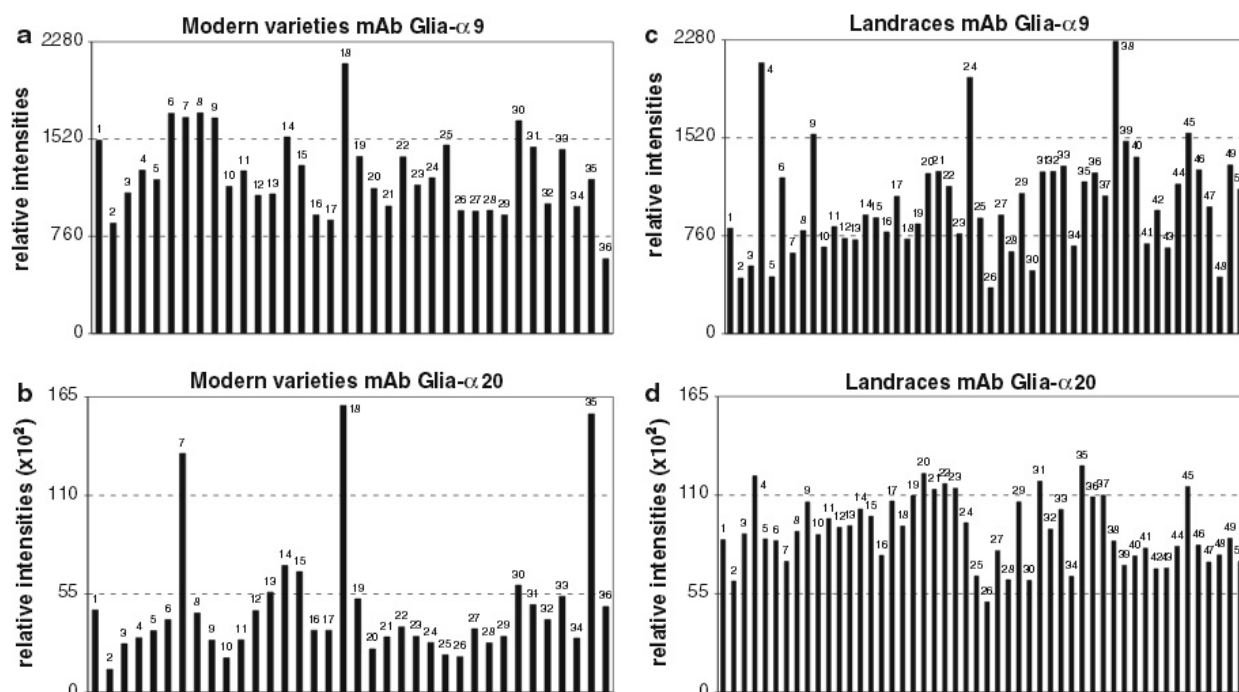 a
Modern varieties mAb Glia-α9
relative intensities
2280
1520
760
0
1 2 3 4 5 6 7 8 9 10 11 12 13 14 15 16 17 18 19 20 21 22 23 24 25 26 27 28 29 30 31 32 33 34 35 36
c
Landraces mAb Glia-α9
relative intensities
2280
1520
760
0
1 2 3 4 5 6 7 8 9 10 11 12 13 14 15 16 17 18 19 20 21 22 23 24 25 26 27 28 29 30 31 32 33 34 35 36 37 38 39 40 41 42 43 44 45 46 47 48 49 5
b
Modern varieties mAb Glia-α20
relative intensities (x10²)
165
110
55
0
1 2 3 4 5 6 7 8 9 10 11 12 13 14 15 16 17 18 19 20 21 22 23 24 25 26 27 28 29 30 31 32 33 34 35 36
d
Landraces mAb Glia-α20
relative intensities (x10²)
165
110
55
0
1 2 3 4 5 6 7 8 9 10 11 12 13 14 15 16 17 18 19 20 21 22 23 24 25 26 27 28 29 30 31 32 33 34 35 36 37 38 39 40 41 42 43 44 45 46 47 48 49 5